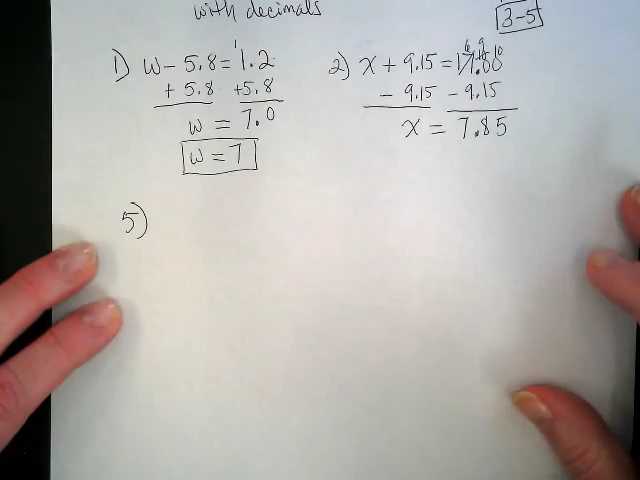 with decimals
3-5
1) w - 5.8 = 1.2
+ 5.8 +5.8
w = 7.0
w = 7
2) x + 9.15 = 17.00
- 9.15 - 9.15
x = 7.85
5)